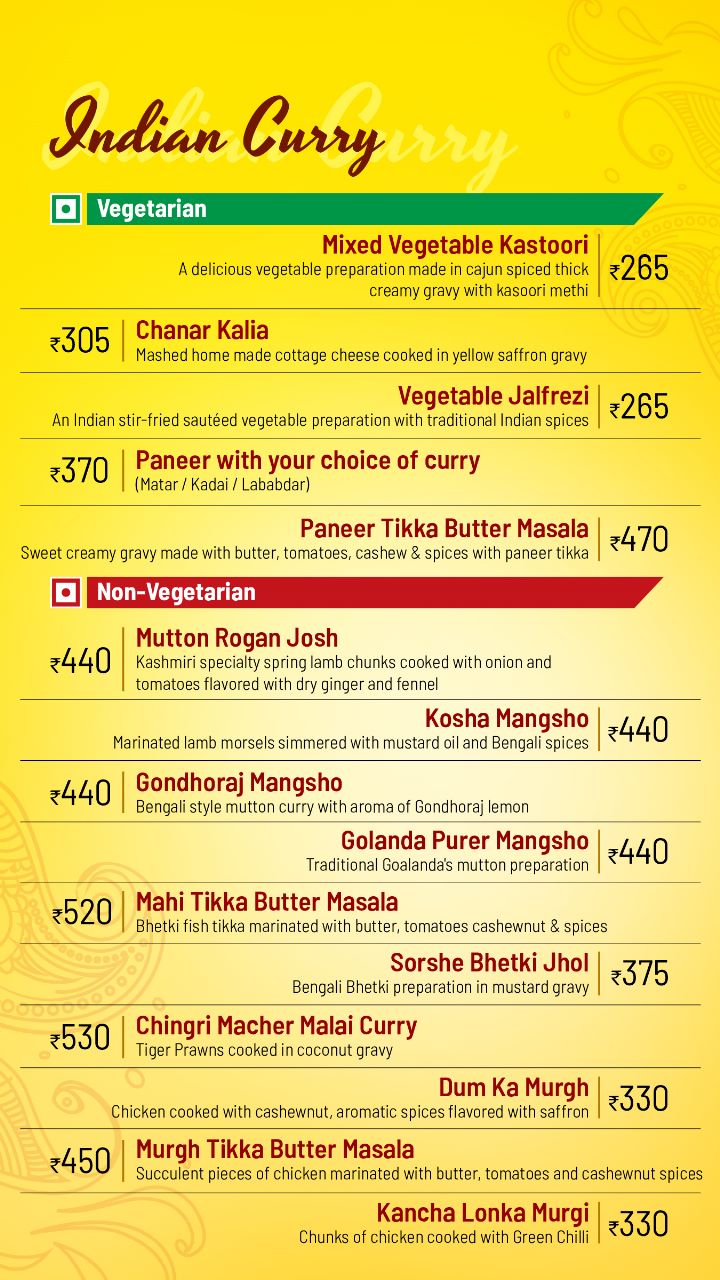 Indian Curry
Vegetarian
Mixed Vegetable Kastoori
A delicious vegetable preparation made in cajun spiced thick
creamy gravy with kasoori methi
₹265
₹305
Chanar Kalia
Mashed home made cottage cheese cooked in yellow saffron gravy
Vegetable Jalfrezi
An Indian stir-fried sautéed vegetable preparation with traditional Indian spices
₹265
₹370
Paneer with your choice of curry
(Matar / Kadai / Lababdar)
Paneer Tikka Butter Masala
Sweet creamy gravy made with butter, tomatoes, cashew & spices with paneer tikka
₹470
Non-Vegetarian
₹440
Mutton Rogan Josh
Kashmiri specialty spring lamb chunks cooked with onion and
tomatoes flavored with dry ginger and fennel
Kosha Mangsho
Marinated lamb morsels simmered with mustard oil and Bengali spices
₹440
₹440
Gondhoraj Mangsho
Bengali style mutton curry with aroma of Gondhoraj lemon
Golanda Purer Mangsho
Traditional Goalanda's mutton preparation
₹440
₹520
Mahi Tikka Butter Masala
Bhetki fish tikka marinated with butter, tomatoes cashewnut & spices
Sorshe Bhetki Jhol
Bengali Bhetki preparation in mustard gravy
₹375
₹530
Chingri Macher Malai Curry
Tiger Prawns cooked in coconut gravy
Dum Ka Murgh
Chicken cooked with cashewnut, aromatic spices flavored with saffron
₹330
₹450
Murgh Tikka Butter Masala
Succulent pieces of chicken marinated with butter, tomatoes and cashewnut spices
Kancha Lonka Murgi
Chunks of chicken cooked with Green Chilli
₹330